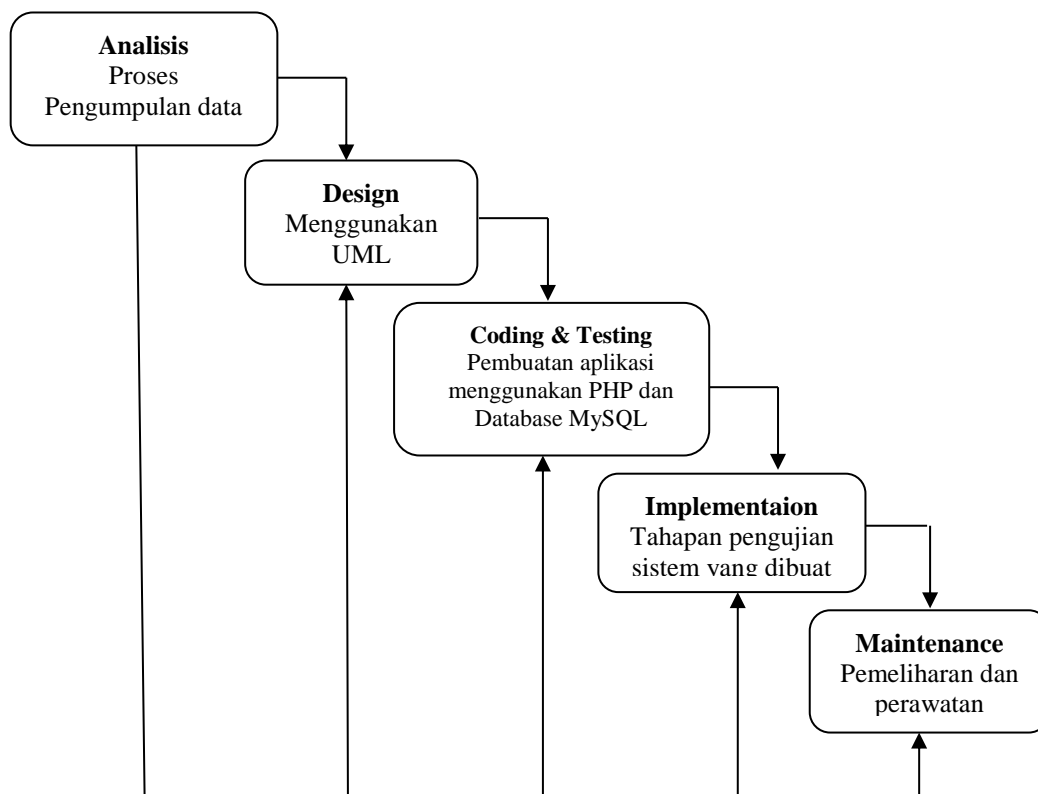 Analisis
Proses
Pengumpulan data
Design
Menggunakan
UML
Coding & Testing
Pembuatan aplikasi
menggunakan PHP dan
Database MySQL
Implementaion
Tahapan pengujian
sistem yang dibuat
Maintenance
Pemeliharan dan
perawatan